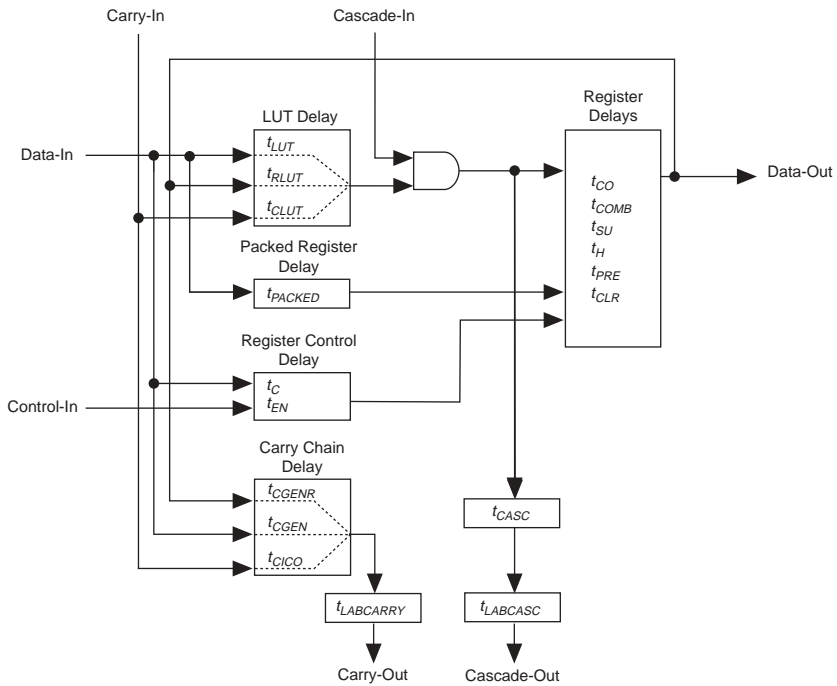 Carry-In
Cascade-In
LUT Delay
Register
Delays
Data-In
tLUT
tRLUT
tCLUT
Data-Out
tCO
tCOMB
tSU
tH
tPRE
tCLR
Packed Register
Delay
tPACKED
Register Control
Delay
tC
tEN
Control-In
Carry Chain
Delay
tCGENR
tCGEN
tCICO
tCASC
tLABCARRY
tLABCASC
Carry-Out
Cascade-Out